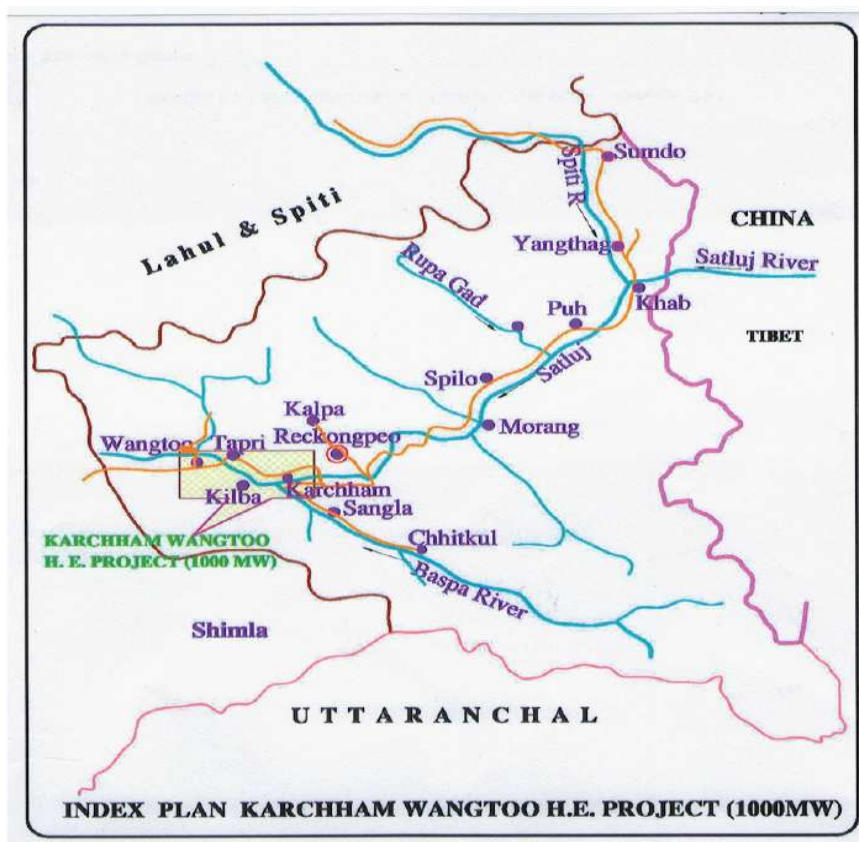 Sumdo
Spiti R
CHINA
Lahul & Spiti
Yangthag
Satluj River
Rupa Gad
Khab
Puh
TIBET
Satluj
Spilo
Kalpa
Morang
Reckongpeo
Wangtoo
Tapri
Karchham
Kilba
Sangla
KARCHHAM WANGTOO
H. E. PROJECT (1000 MW)
Chhitkul
Baspa River
Shimla
UTTARANCHAL
INDEX PLAN KARCHHAM WANGTOO H.E. PROJECT (1000MW)